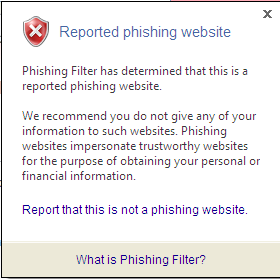 x
Reported phishing website
Phishing Filter has determined that this is a
reported phishing website.
We recommend you do not give any of your
information to such websites. Phishing
websites impersonate trustworthy websites
for the purpose of obtaining your personal or
financial information.
Report that this is not a phishing website.
What is Phishing Filter?